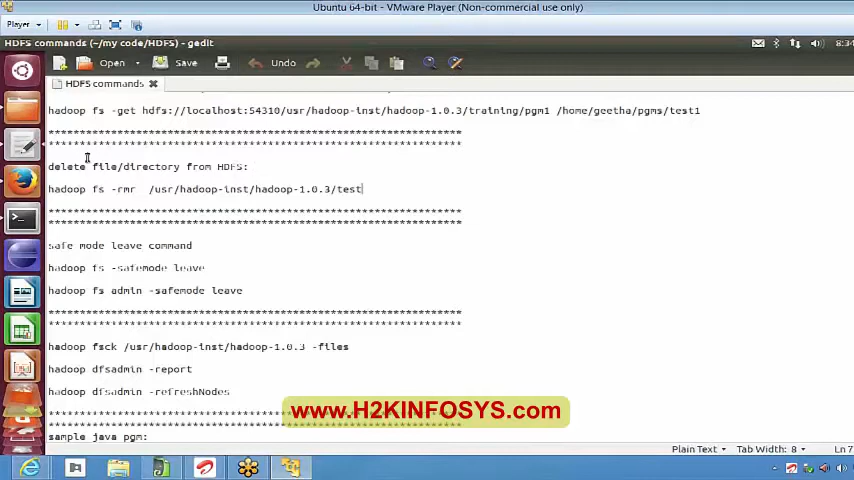 Ubuntu 64-bit - VMware Player (Non-commercial use only)
Player
HDFS commands (~/my code/HDFS) - gedit
8:34
Open
Save
Undo
HDFS commands
hadoop fs -get hdfs://localhost:54310/usr/hadoop-inst/hadoop-1.0.3/training/pgm1 /home/geetha/pgms/test1
******************************************************************
******************************************************************
delete file/directory from HDFS:
hadoop fs -rmr  /usr/hadoop-inst/hadoop-1.0.3/test
******************************************************************
******************************************************************
safe mode leave command
hadoop fs -safemode leave
hadoop fs admin -safemode leave
******************************************************************
******************************************************************
hadoop fsck /usr/hadoop-inst/hadoop-1.0.3 -files
hadoop dfsadmin -report
hadoop dfsadmin -refreshNodes
www.H2KINFOSYS.com
******************************************************************
sample java pgm:
Plain Text
Tab Width: 8
Ln 7